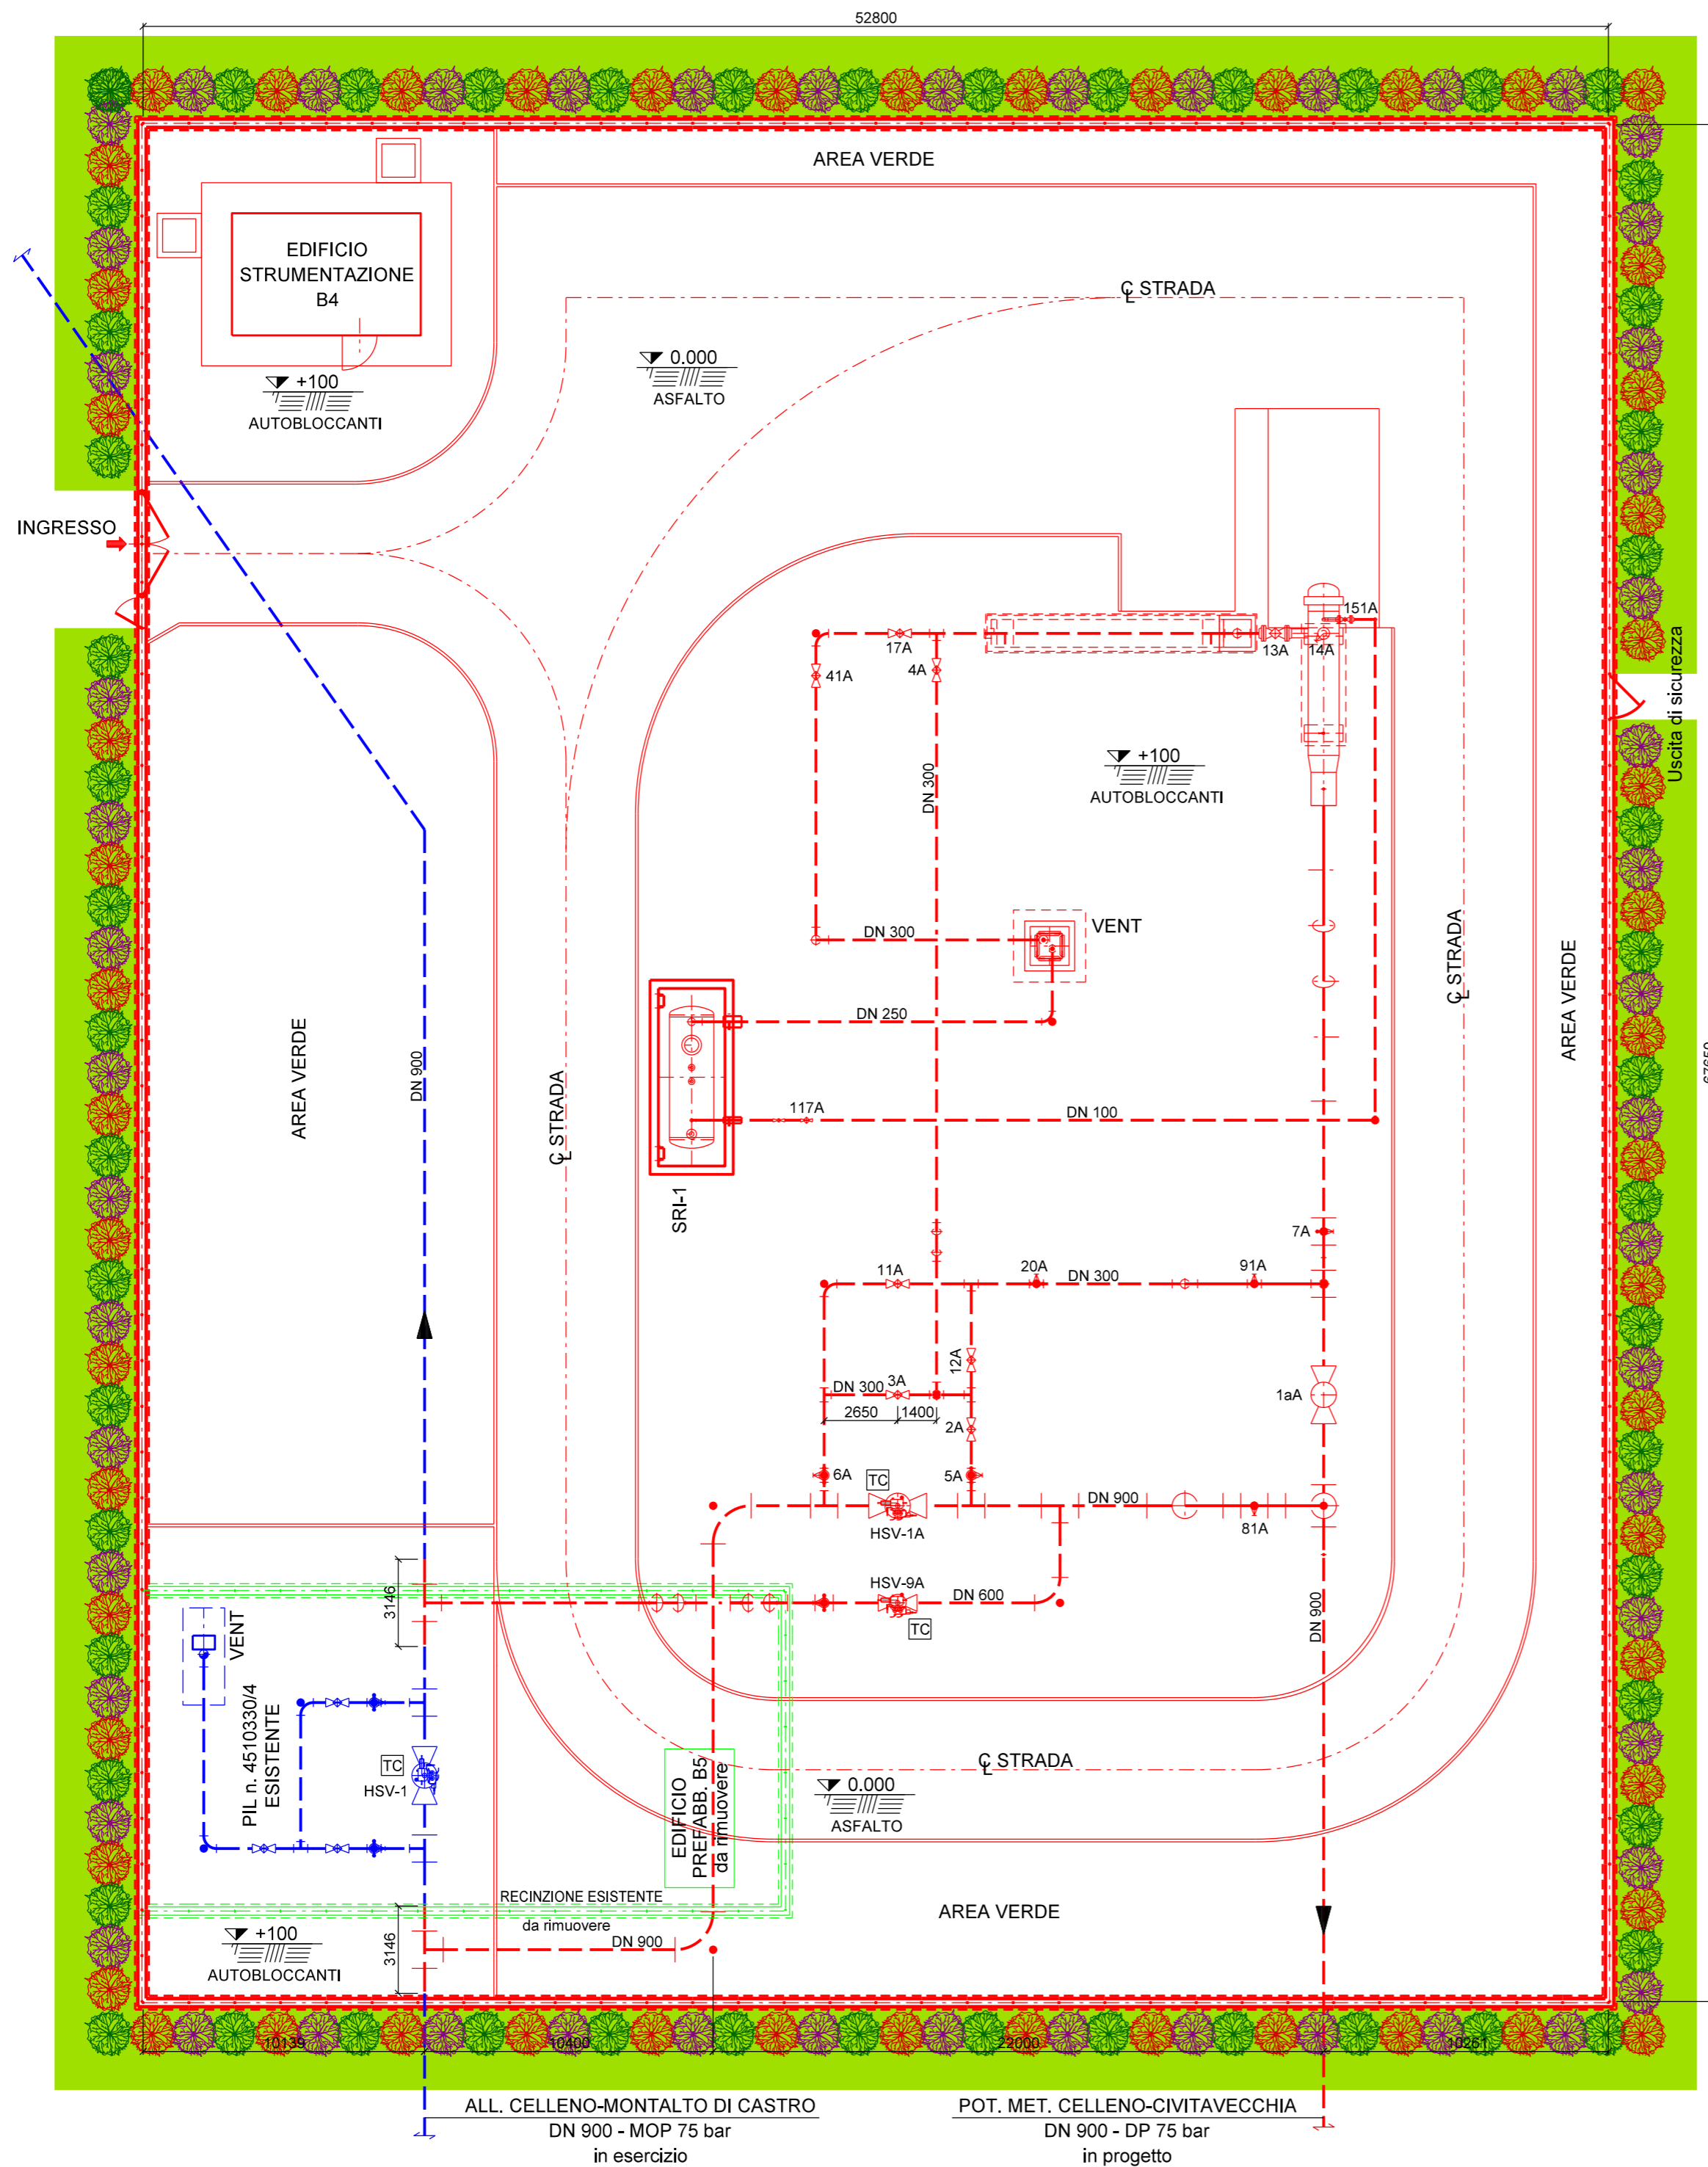 52800
AREA VERDE
EDIFICIO
STRUMENTAZIONE
B4
℄ STRADA
0.000
ASFALTO
+100
AUTOBLOCCANTI
INGRESSO
151A
17A
4A
41A
13A
14A
Uscita di sicurezza
DN 300
+100
AUTOBLOCCANTI
DN 300
VENT
DN 250
℄ STRADA
AREA VERDE
AREA VERDE
DN 900
℄ STRADA
117A
DN 100
67650
SRI-1
7A
11A
20A
DN 300
91A
12A
DN 300
3A
1aA
2650
1400
2A
6A
TC
5A
DN 900
HSV-1A
81A
HSV-9A
DN 600
TC
3146
DN 900
VENT
PIL n. 4510330/4
ESISTENTE
TC
HSV-1
℄ STRADA
EDIFICIO
PREFABB. B5
da rimuovere
0.000
ASFALTO
RECINZIONE ESISTENTE
da rimuovere
AREA VERDE
+100
AUTOBLOCCANTI
3146
DN 900
10139
10400
22000
10261
ALL. CELLENO-MONTALTO DI CASTRO
DN 900 - MOP 75 bar
in esercizio
POT. MET. CELLENO-CIVITAVECCHIA
DN 900 - DP 75 bar
in progetto